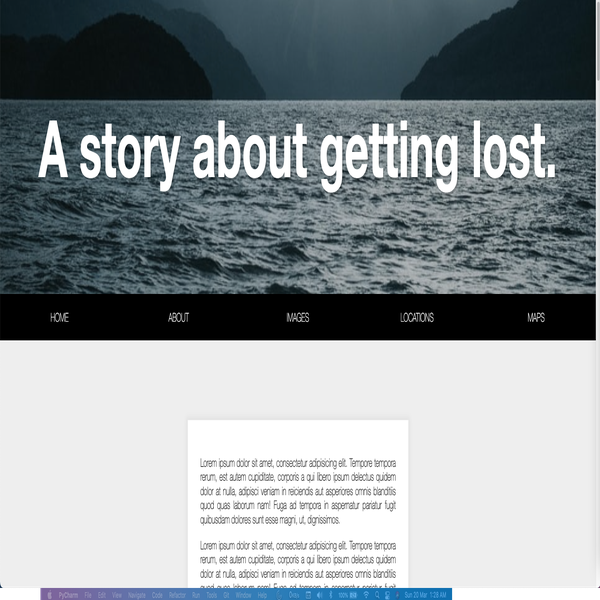 A story about getting lost.
HOME ABOUT IMAGES LOCATIONS MAPS
Lorem ipsum dolor sit amet, consectetur adipisicing elit. Tempore tempora
rerum, est autem cupiditate, corporis a qui libero ipsum delectus quidem
dolor at nulla, adipisci veniam in reiciendis aut asperiores omnis blanditiis
quod quas laborum nam! Fuga ad tempora in aspernatur pariatur fugit
quibusdam dolores sunt esse magni, ut, dignissimos.
Lorem ipsum dolor sit amet, consectetur adipisicing elit. Tempore tempora
rerum, est autem cupiditate, corporis a qui libero ipsum delectus quidem
dolor at nulla, adipisci veniam in reiciendis aut asperiores omnis blanditiis
PyCharm File Edit View Navigate Code Refactor Run Tools Git Window Help 100% Sun 20 Mar 1:28 AM